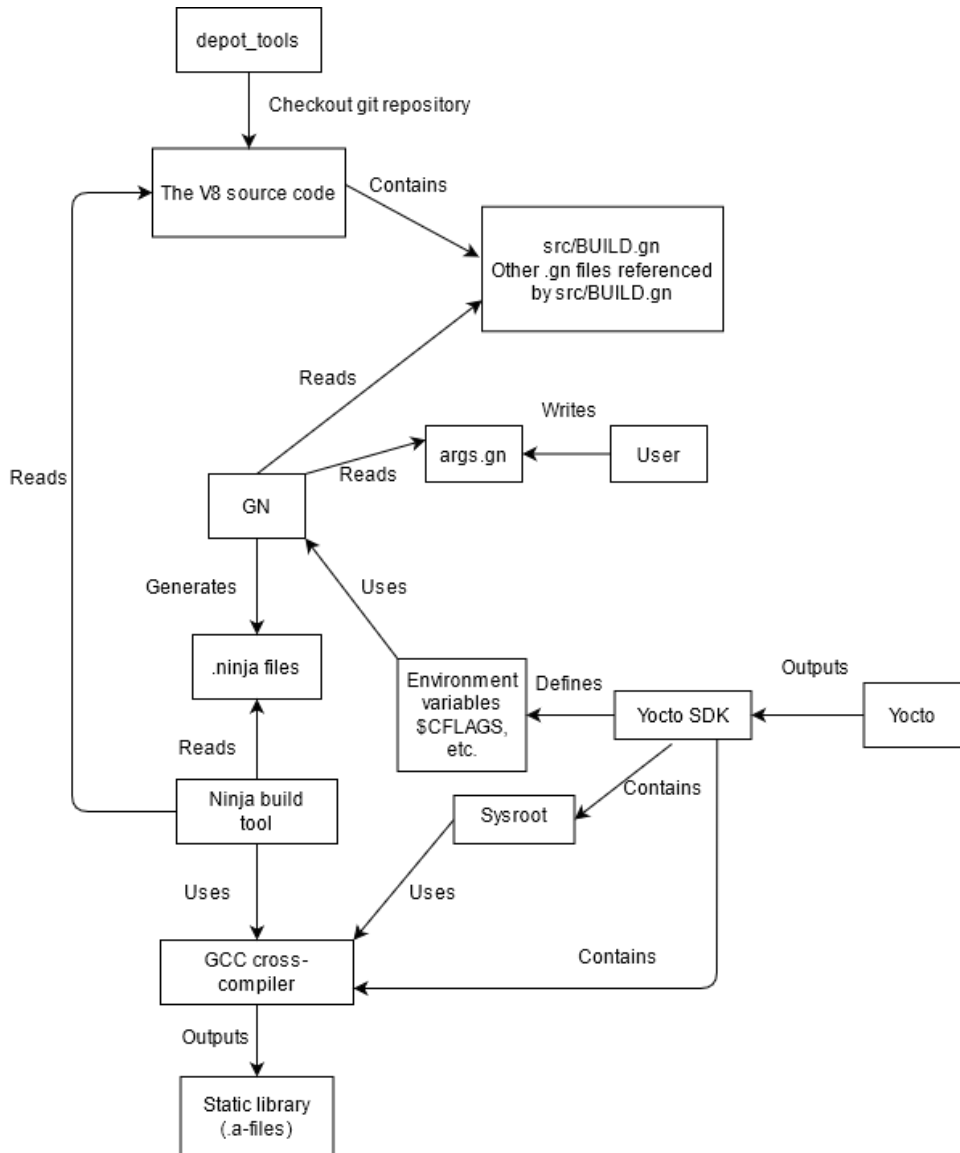 depot_tools
Checkout git repository
The V8 source code
Contains
src/BUILD.gn
Other .gn files referenced
by src/BUILD.gn
Reads
Writes
args.gn
User
Reads
Reads
GN
Generates
Uses
.ninja files
Environment
variables
$CFLAGS,
etc.
Defines
Yocto SDK
Outputs
Yocto
Reads
Contains
Ninja build
tool
Sysroot
Uses
Uses
GCC cross-
compiler
Contains
Outputs
Static library
(.a-files)